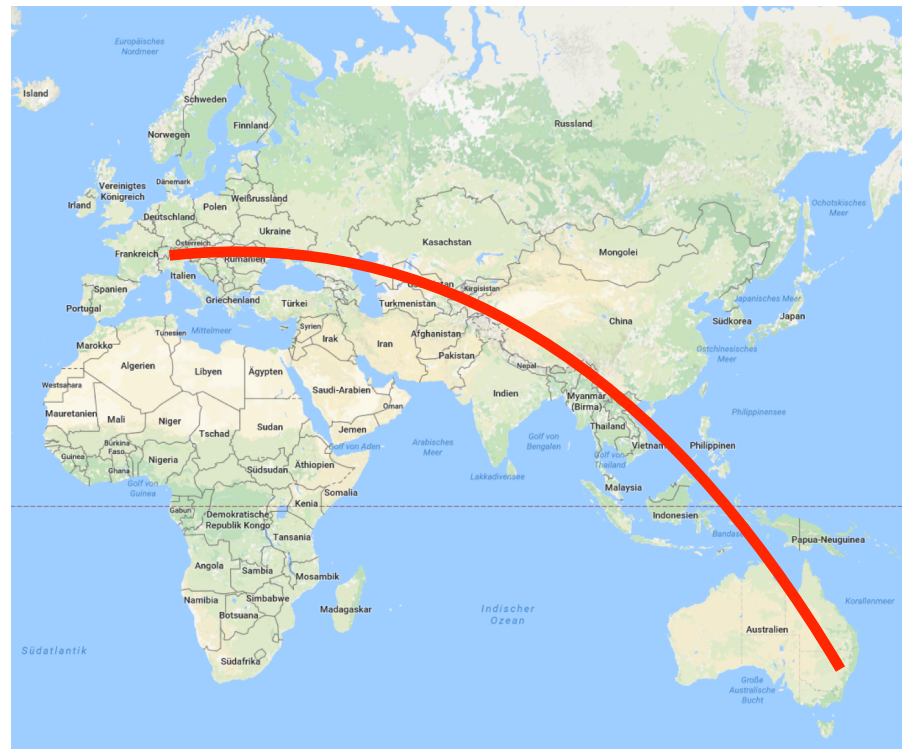 Europäisches
Nordmeer
Island
Schweden
Finnland
Norwegen
Russland
Dänemark
Vereinigtes
Königreich
Irland
Polen
Weißrussland
Deutschland
Ochotskisches
Meer
Ukraine
Österreich
Frankreich
Rumänien
Kasachstan
Mongolei
Italien
Spanien
Portugal
Griechenland
Türkei
Turkmenistan
Kirgisistan
Japanisches Meer
Japan
Südkorea
China
Tunesien
Mittelmeer
Syrien
Irak
Iran
Afghanistan
Pakistan
Marokko
Algerien
Libyen
Ägypten
Ostchinesisches
Meer
Nepal
Westsahara
Saudi-Arabien
Indien
Myanmar
(Birma)
Oman
Mauretanien
Mali
Niger
Tschad
Sudan
Jemen
Golf von Aden
Arabisches
Meer
Golf von
Bengalen
Thailand
Philippinensee
Philippinen
Vietnam
Burkina
Faso
Guinea
Ghana
Nigeria
Südsudan
Äthiopien
Golf von
Thailand
Lakkadivensee
Golf von
Guinea
Somalia
Malaysia
Gabun
Kenia
Demokratische
Republik Kongo
Indonesien
Tansania
Papua-Neuguinea
Angola
Sambia
Mosambik
Namibia
Simbabwe
Botsuana
Madagaskar
Indischer
Ozean
Korallenmeer
Australien
Südatlantik
Südafrika
Große
Australische
Bucht